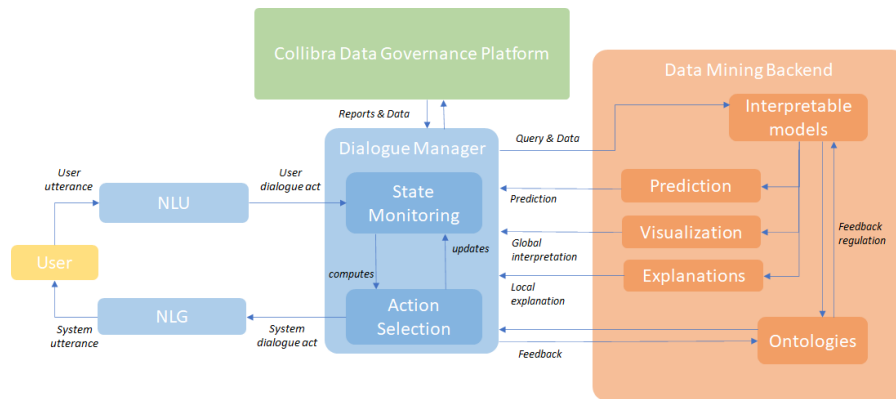 Collibra Data Governance Platform
Data Mining Backend
Interpretable
models
Reports & Data
Query & Data
Dialogue Manager
User
utterance
User
dialogue act
NLU
State
Monitoring
Prediction
Prediction
Visualization
Feedback
regulation
Global
interpretation
updates
User
computes
Explanations
Local
explanation
NLG
Action
Selection
System
utterance
System
dialogue act
Ontologies
Feedback